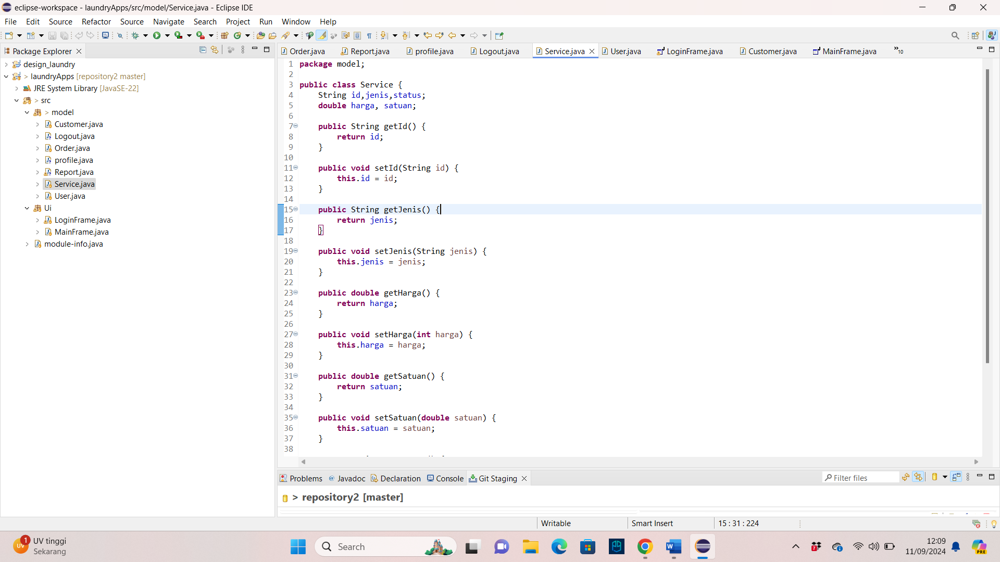 eclipse-workspace - laundryApps/src/model/Service.java - Eclipse IDE
File Edit Source Refactor Source Navigate Search Project Run Window Help
Package Explorer
Order.java Report.java profile.java Logout.java Service.java User.java LoginFrame.java Customer.java MainFrame.java »10
design_laundry
> laundryApps [repository2 master]
JRE System Library [JavaSE-22]
> src
> model
Customer.java
Logout.java
Order.java
profile.java
Report.java
Service.java
User.java
Ui
LoginFrame.java
MainFrame.java
module-info.java
1 package model;
2
3 public class Service {
4 String id,jenis,status;
5 double harga, satuan;
6
7 public String getId() {
8 return id;
9 }
10
11 public void setId(String id) {
12 this.id = id;
13 }
14
15 public String getJenis() {
16 return jenis;
17 }
18
19 public void setJenis(String jenis) {
20 this.jenis = jenis;
21 }
22
23 public double getHarga() {
24 return harga;
25 }
26
27 public void setHarga(int harga) {
28 this.harga = harga;
29 }
30
31 public double getSatuan() {
32 return satuan;
33 }
34
35 public void setSatuan(double satuan) {
36 this.satuan = satuan;
37 }
38
Problems @ Javadoc Declaration Console Git Staging
Filter files
> repository2 [master]
Writable Smart Insert 15 : 31 : 224
1
UV
UV tinggi
Sekarang
Search
7
PRE
12:09
11/09/2024